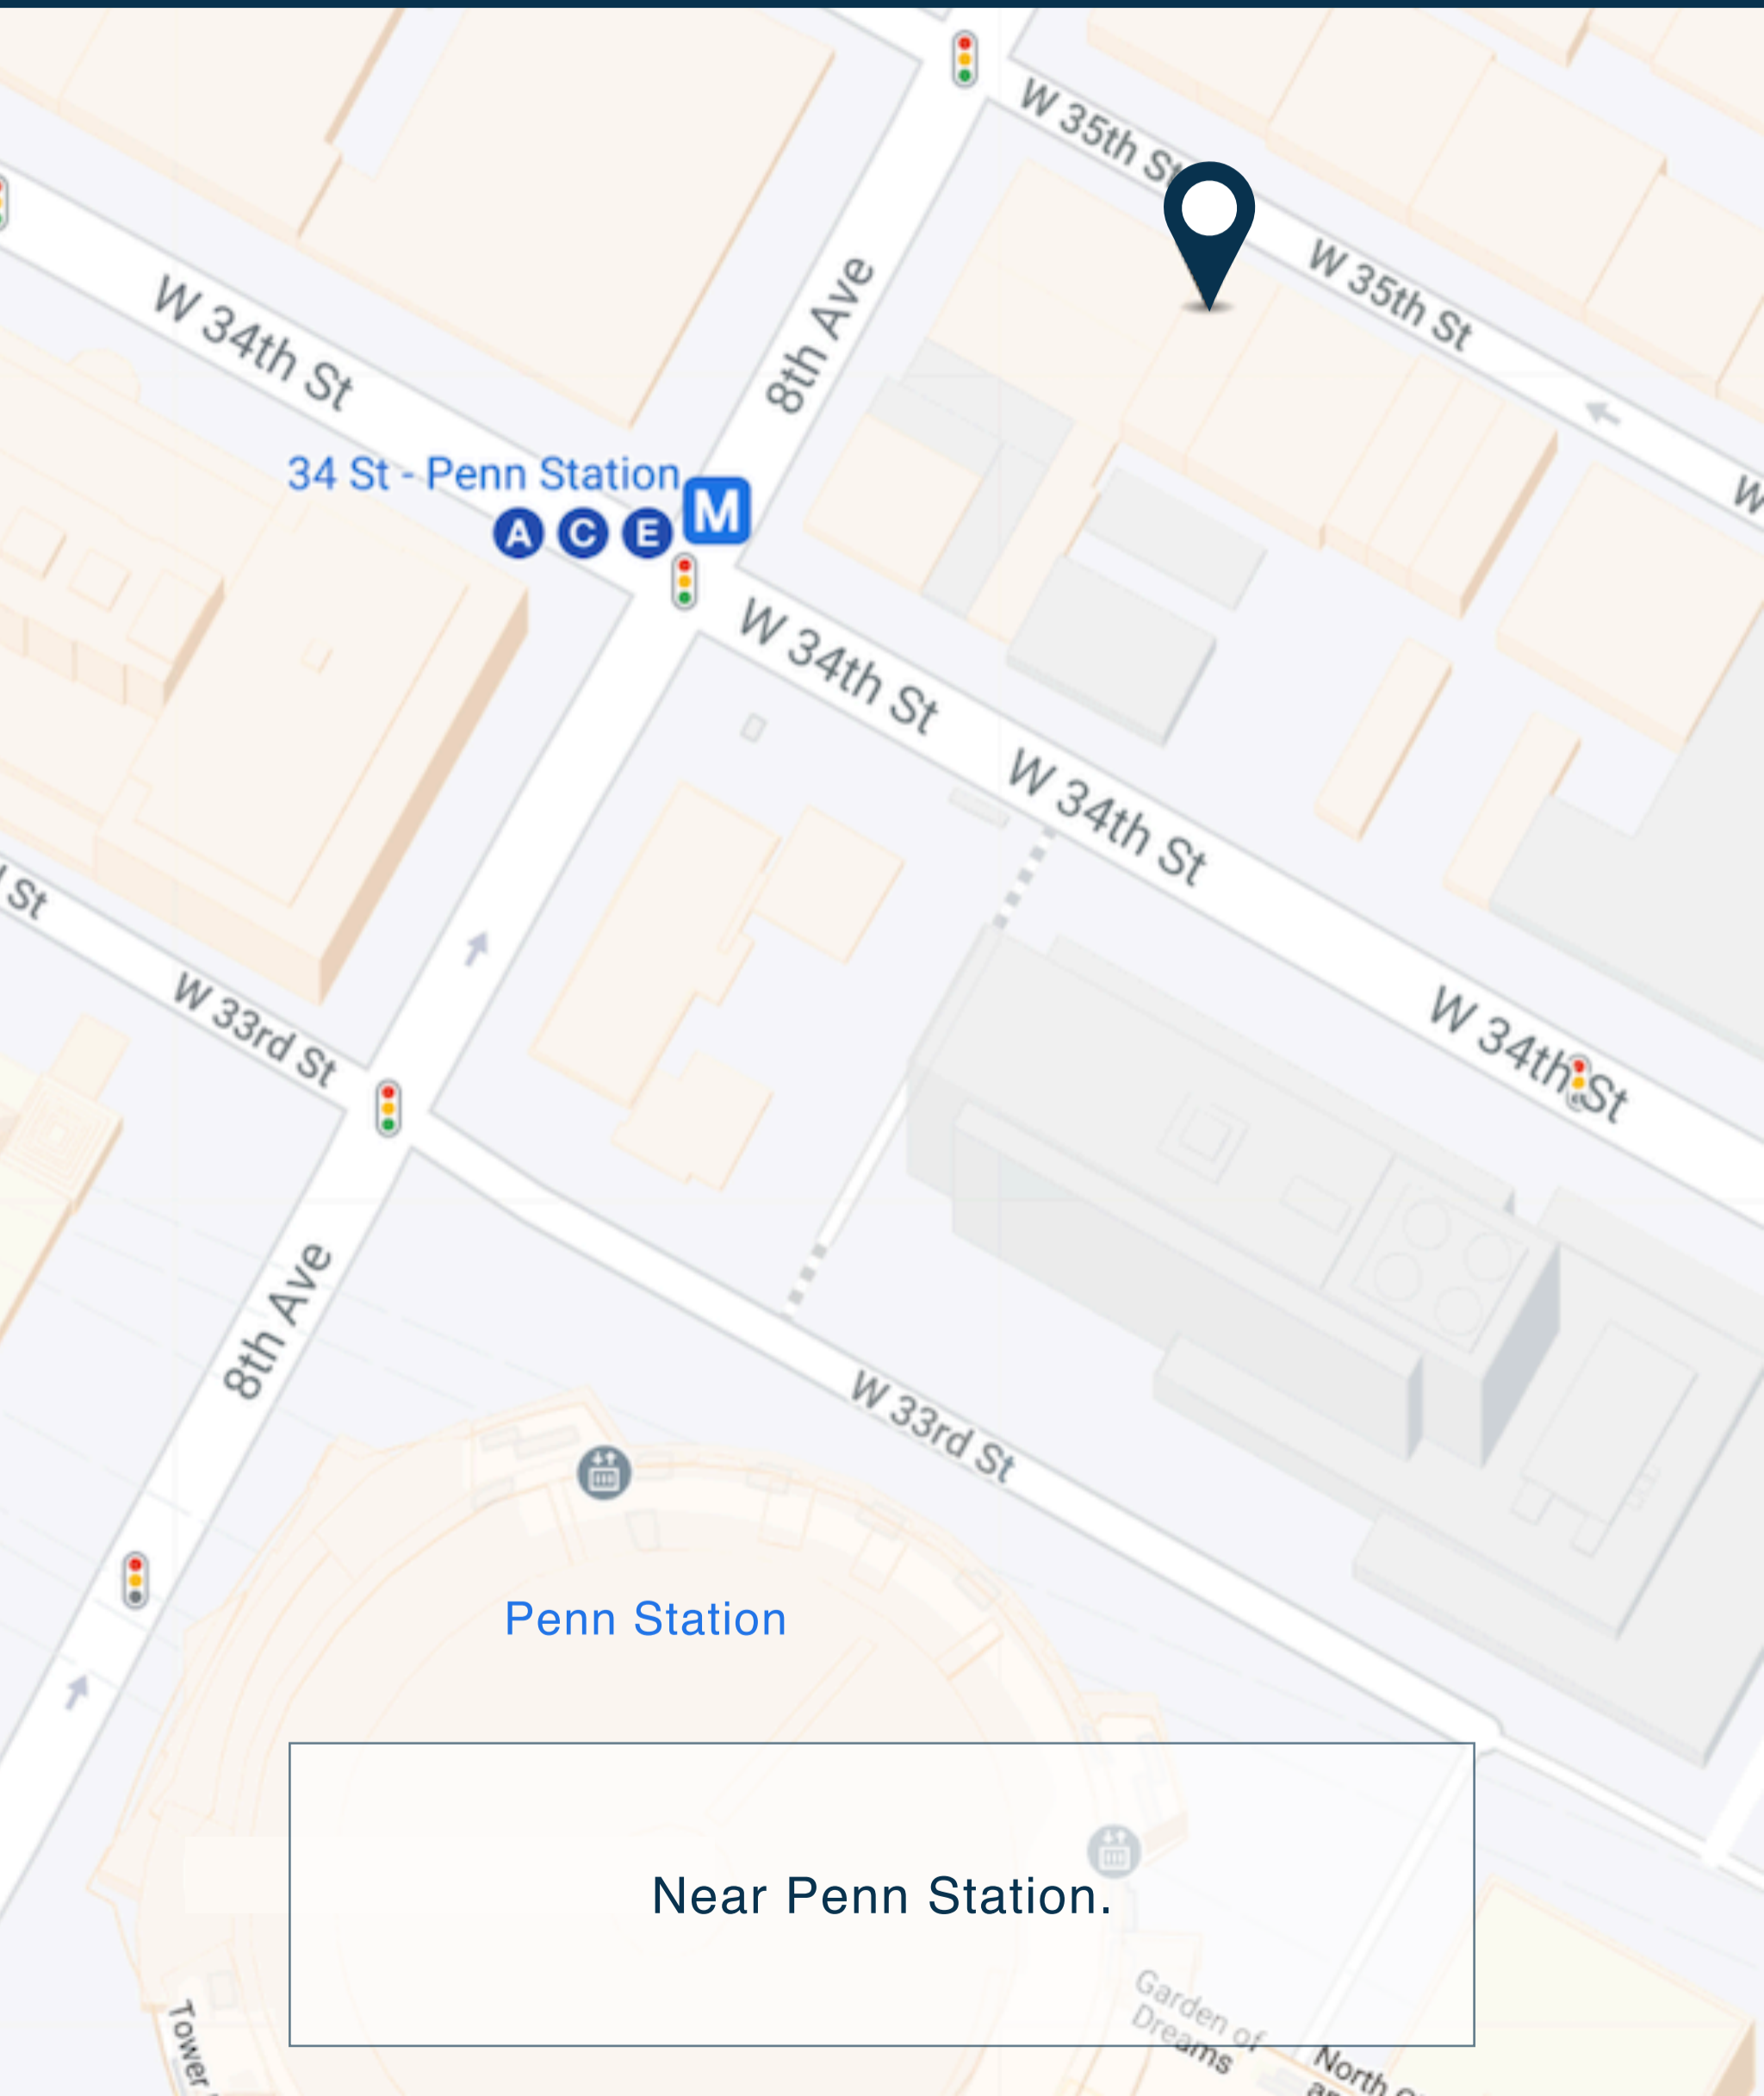 W 35th St
W 35th St
W
8th Ave
W 34th St
34 St - Penn Station
M
A C E
W 34th St
W 34th St
W 34th St
St
W 33rd St
8th Ave
W 33rd St
Penn Station
Near Penn Station.
Garden of
Dreams
Tower
North